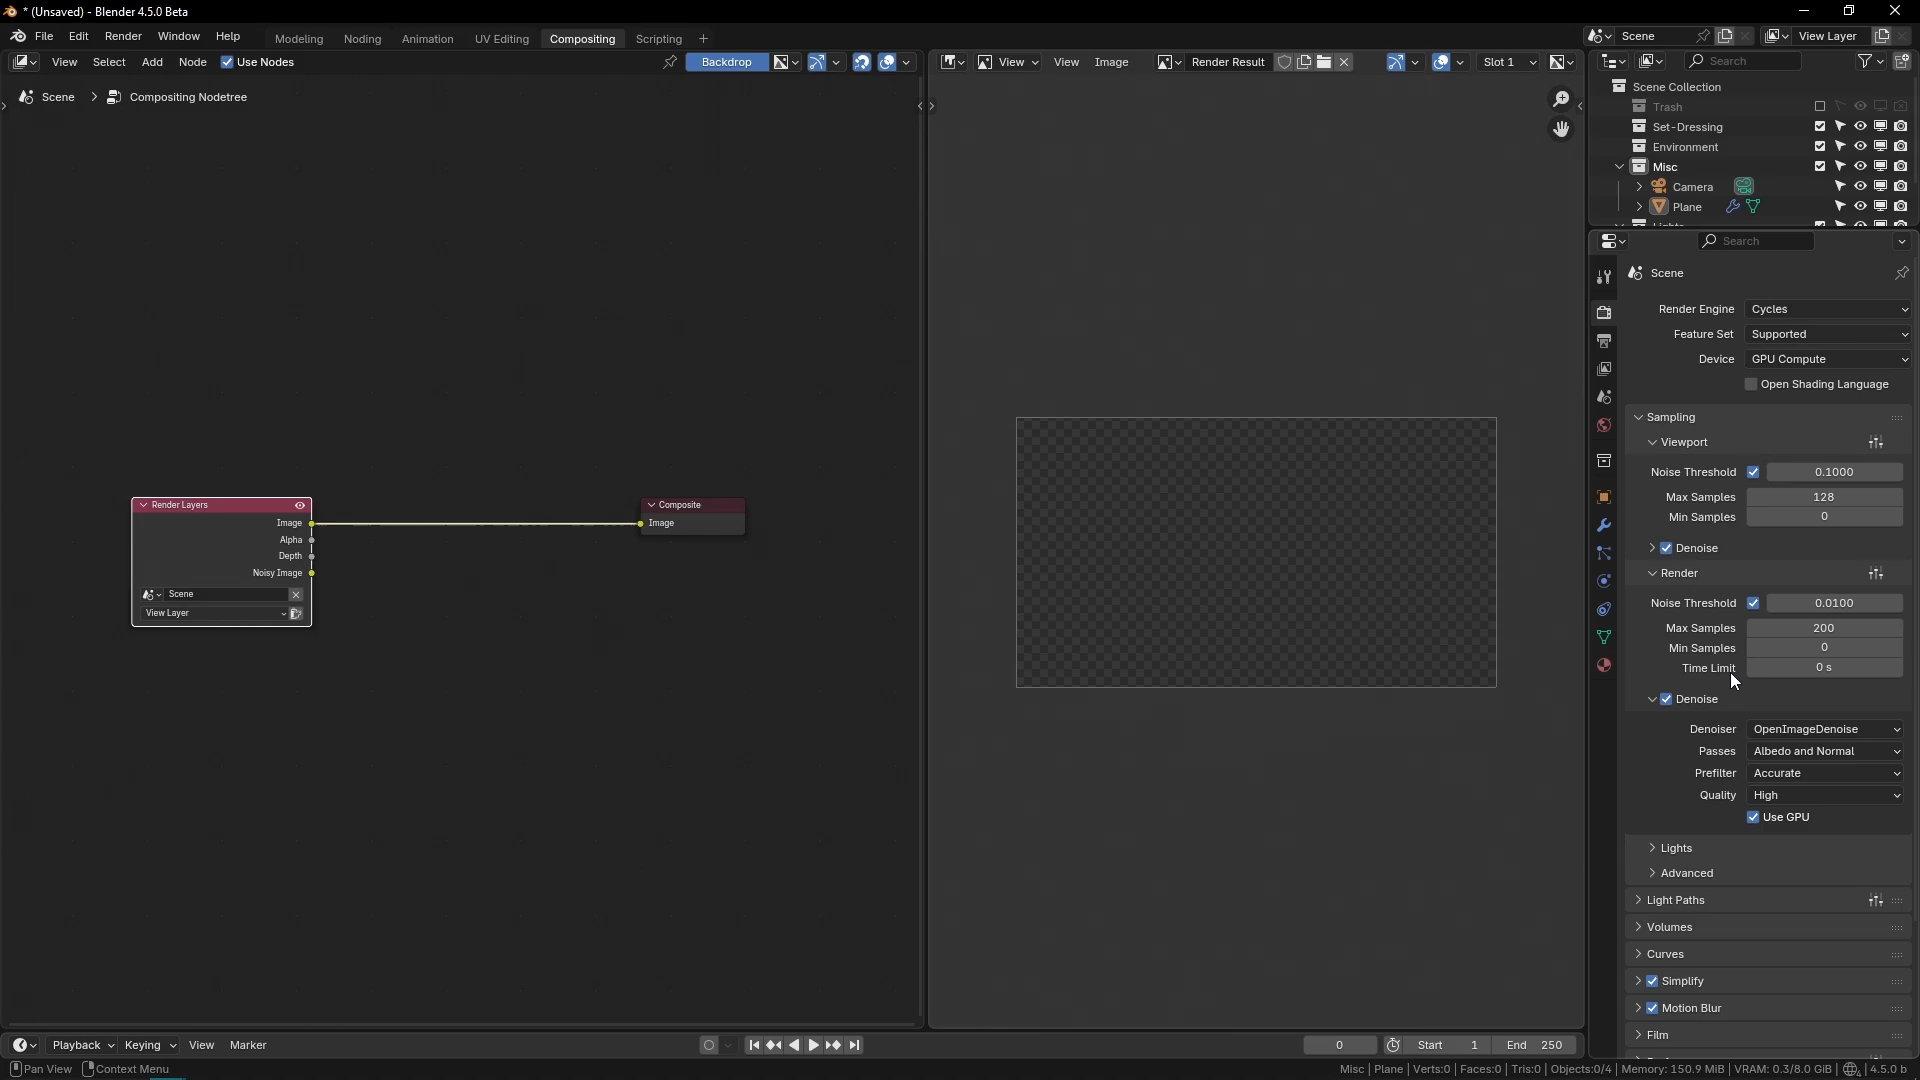 * (Unsaved) - Blender 4.5.0 Beta
File Edit Render Window Help
Modeling Noding Animation UV Editing Compositing Scripting
Scene View Layer
View Select Add Node Use Nodes Backdrop
View View Image Render Result Slot 1
Search
Scene > Compositing Nodetree
Scene Collection
Trash
Set-Dressing
Environment
Misc
Camera
Plane
Search
Scene
Render Engine Cycles
Feature Set Supported
Device GPU Compute
Open Shading Language
Sampling
Viewport
Noise Threshold 0.1000
Max Samples 128
Min Samples 0
Denoise
Render
Noise Threshold 0.0100
Max Samples 200
Min Samples 0
Time Limit 0 s
Denoise
Denoiser OpenImageDenoise
Passes Albedo and Normal
Prefilter Accurate
Quality High
Use GPU
Lights
Advanced
Light Paths
Volumes
Curves
Simplify
Motion Blur
Film
Render Layers
Image
Alpha
Depth
Noisy Image
Scene
View Layer
Composite
Image
Playback Keying View Marker
0 Start 1 End 250
Pan View Context Menu
Misc | Plane | Verts:0 | Faces:0 | Tris:0 | Objects:0/4 | Memory: 150.9 MiB | VRAM: 0.3/8.0 GiB | 4.5.0 b